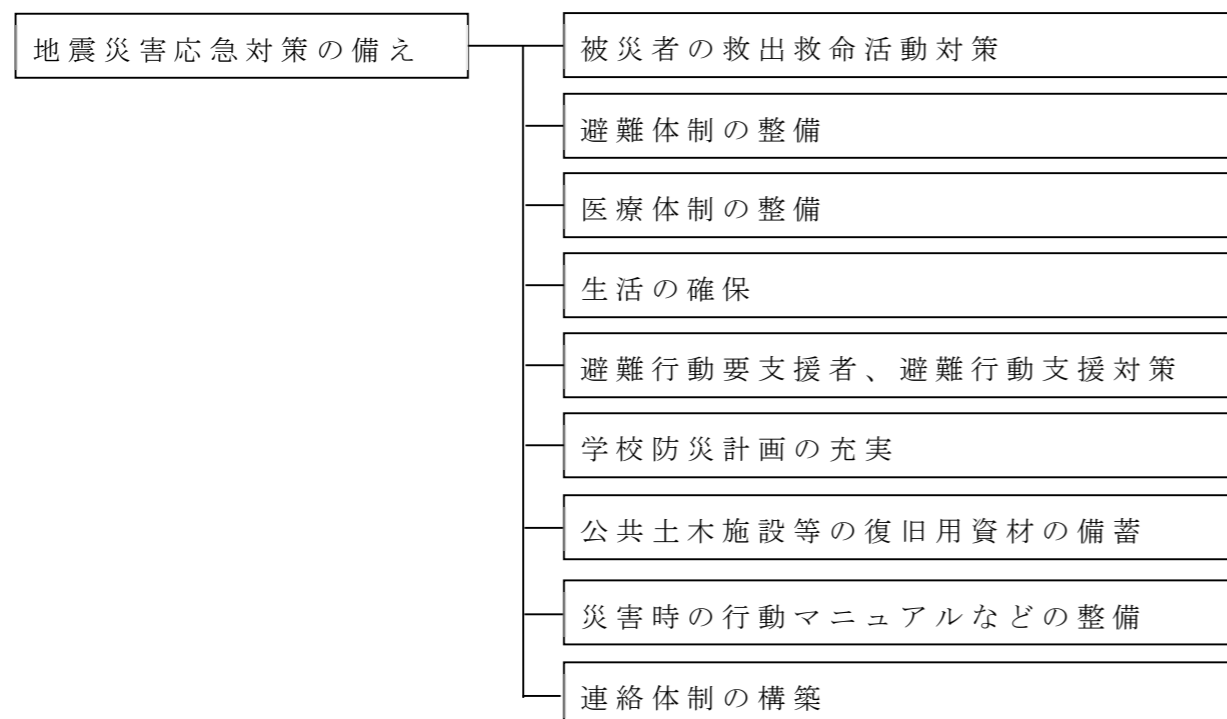 地震災害応急対策の備え
被災者の救出救命活動対策
避難体制の整備
医療体制の整備
生活の確保
避難行動要支援者、避難行動支援対策
学校防災計画の充実
公共土木施設等の復旧用資材の備蓄
災害時の行動マニュアルなどの整備
連絡体制の構築